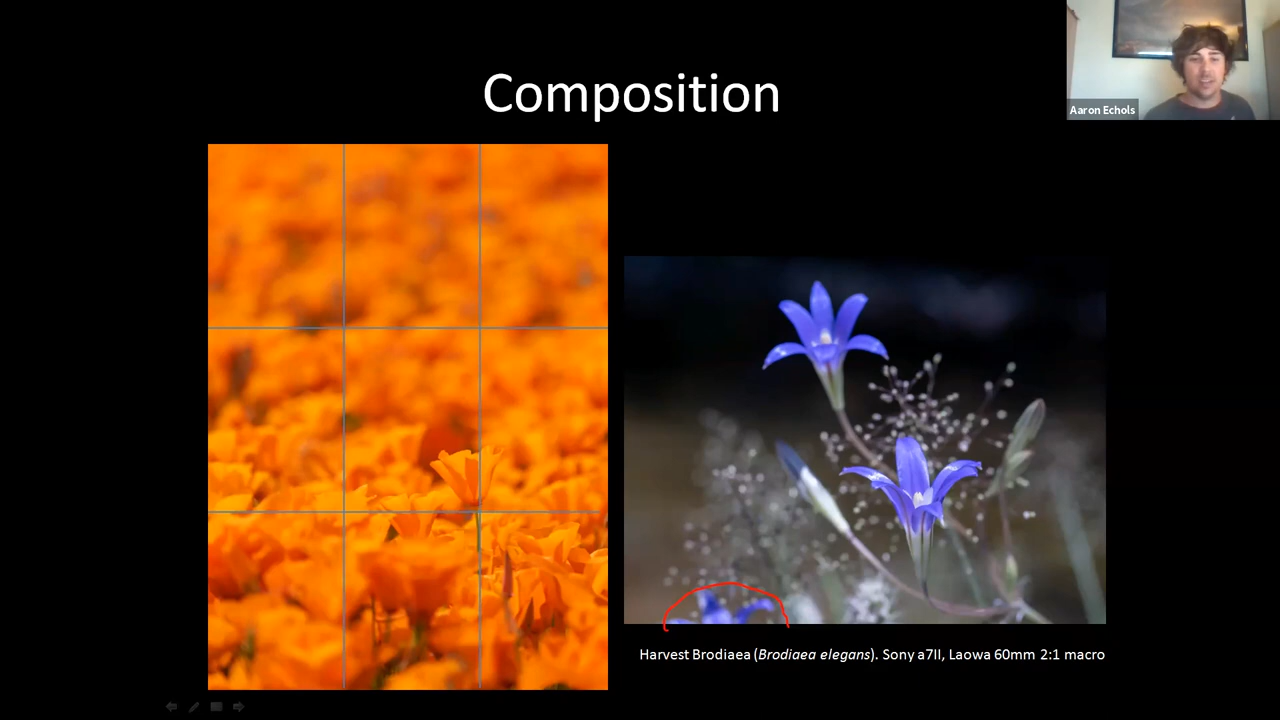 Composition
Aaron Echols
Harvest Brodiaea (Brodiaea elegans). Sony a7II, Laowa 60mm 2:1 macro